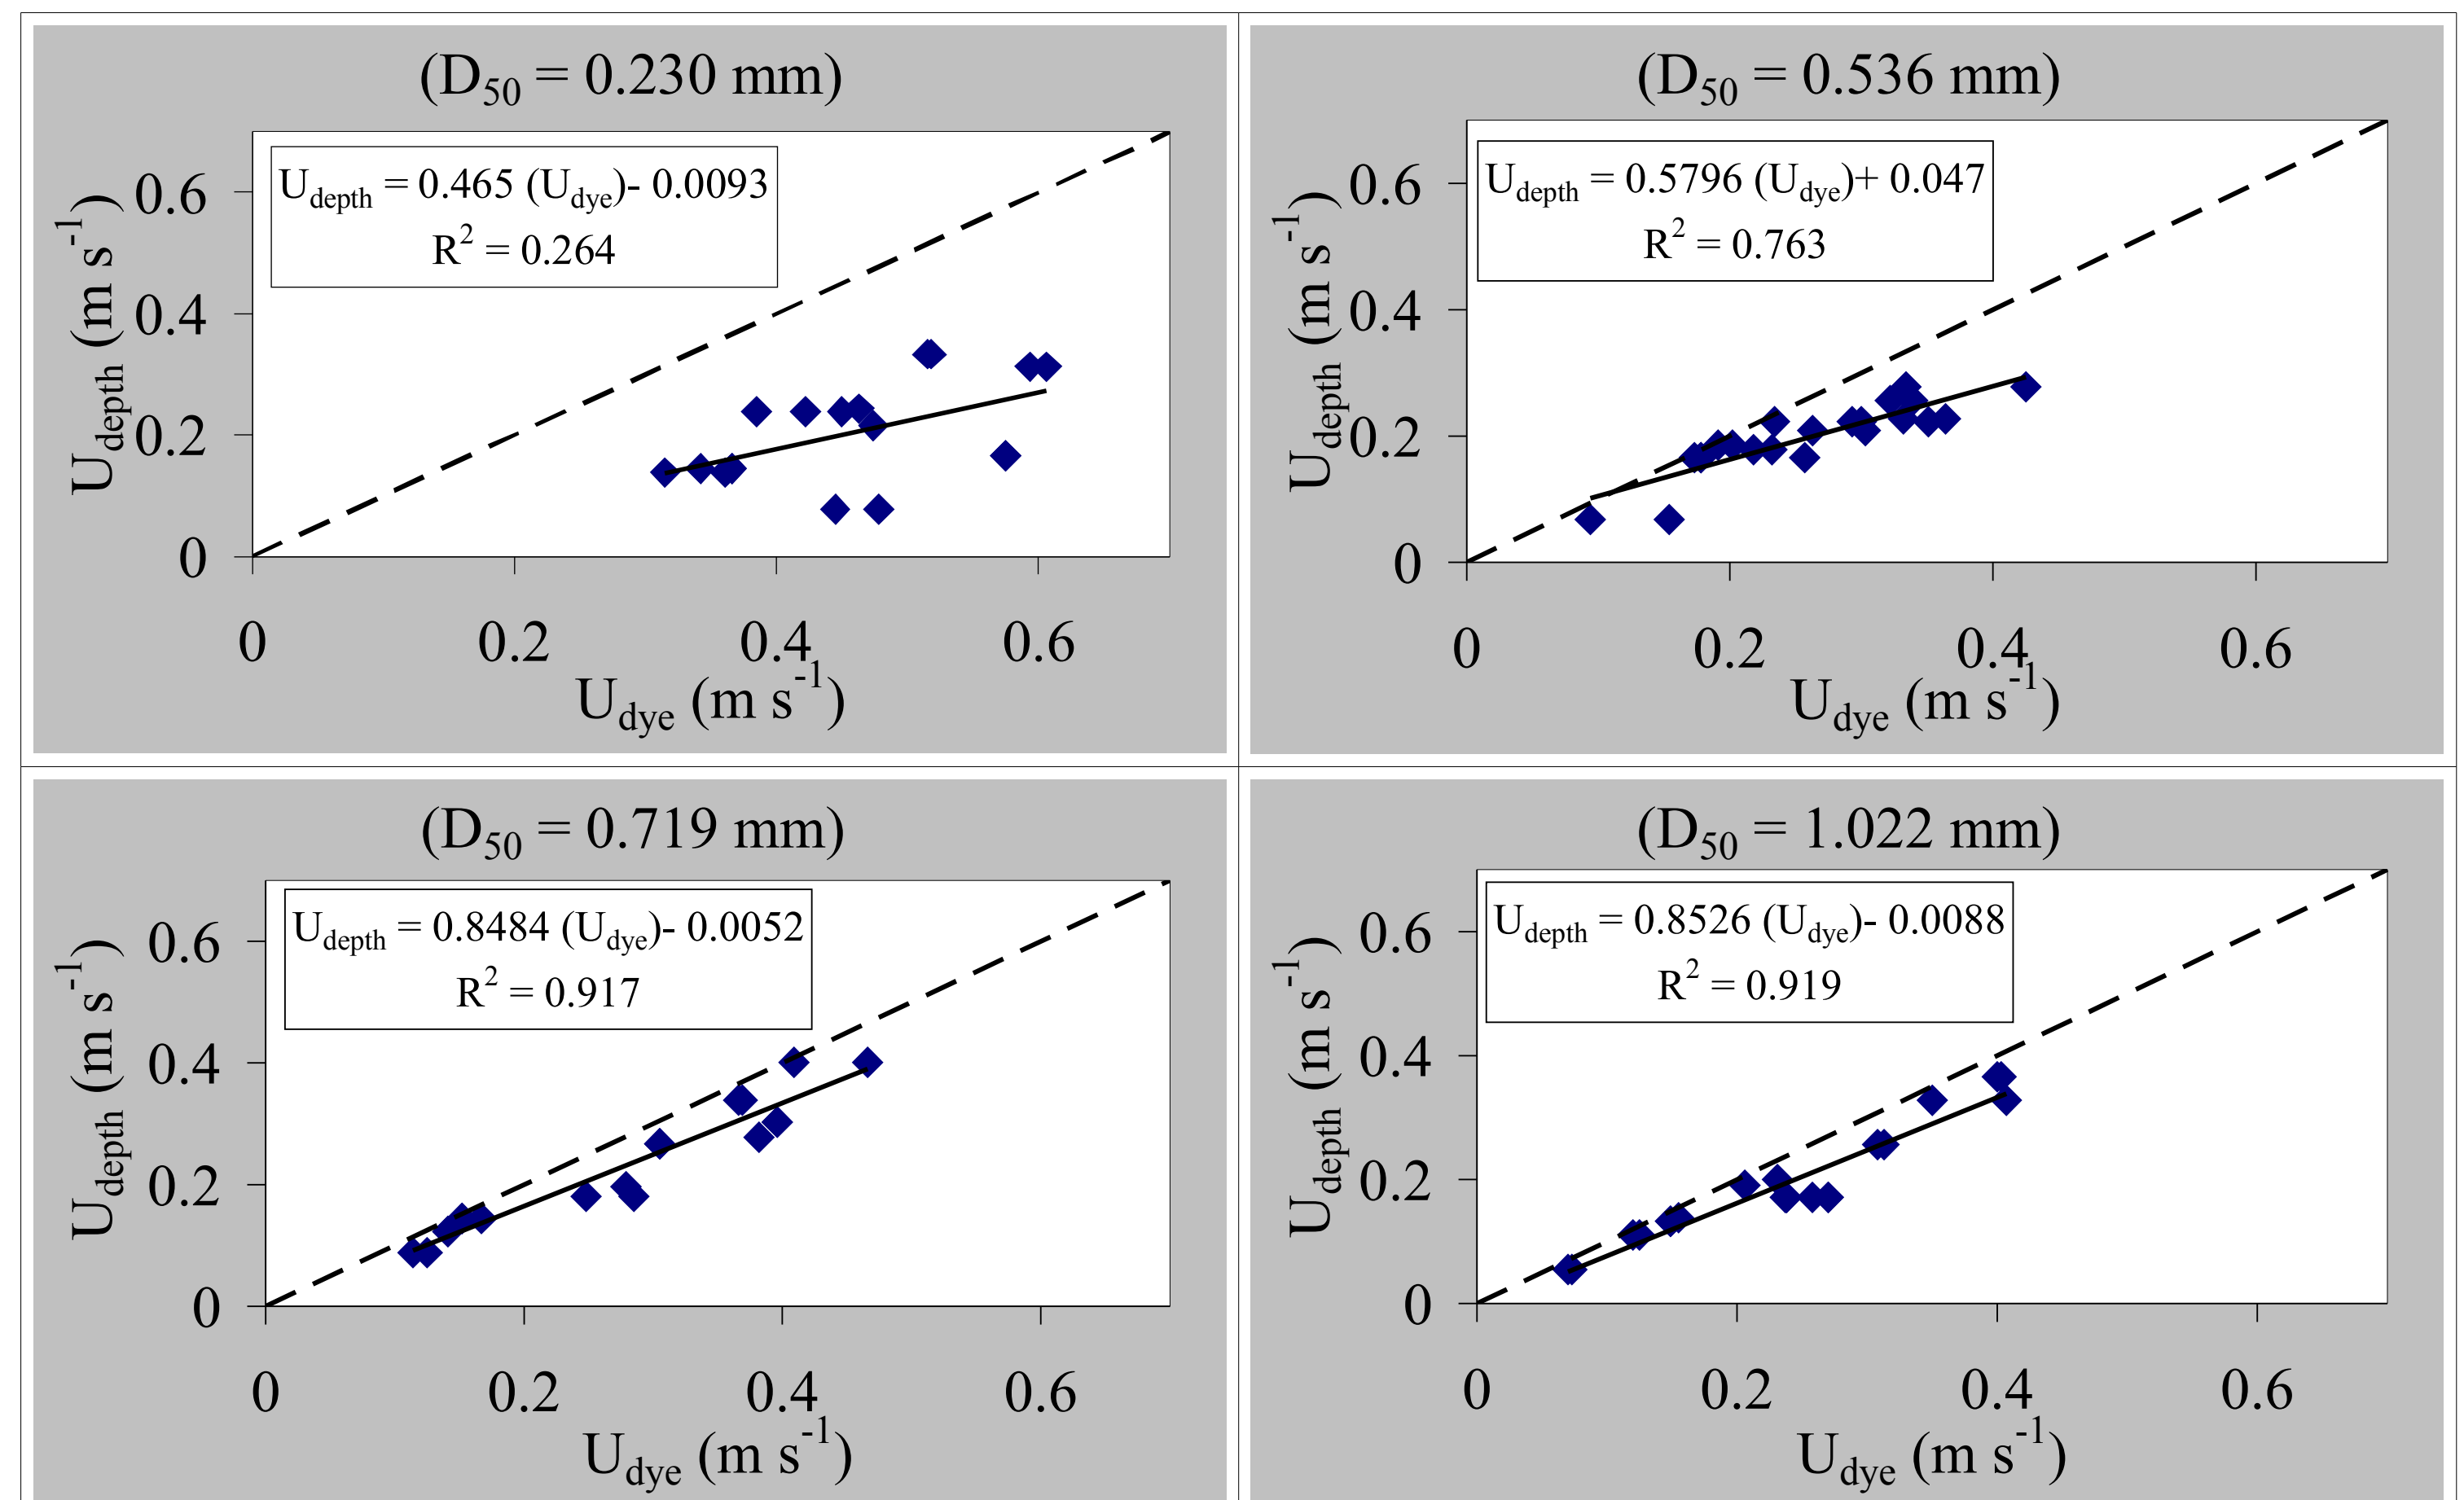 (D50 = 0.230 mm)
Udepth = 0.465 (Udye)- 0.0093
R2 = 0.264
Udepth (m s-1)
0.6
0.4
0.2
0
0 0.2 0.4 0.6
Udye (m s-1)
(D50 = 0.536 mm)
Udepth = 0.5796 (Udye)+ 0.047
R2 = 0.763
Udepth (m s-1)
0.6
0.4
0.2
0
0 0.2 0.4 0.6
Udye (m s-1)
(D50 = 0.719 mm)
Udepth = 0.8484 (Udye)- 0.0052
R2 = 0.917
Udepth (m s-1)
0.6
0.4
0.2
0
0 0.2 0.4 0.6
Udye (m s-1)
(D50 = 1.022 mm)
Udepth = 0.8526 (Udye)- 0.0088
R2 = 0.919
Udepth (m s-1)
0.6
0.4
0.2
0
0 0.2 0.4 0.6
Udye (m s-1)